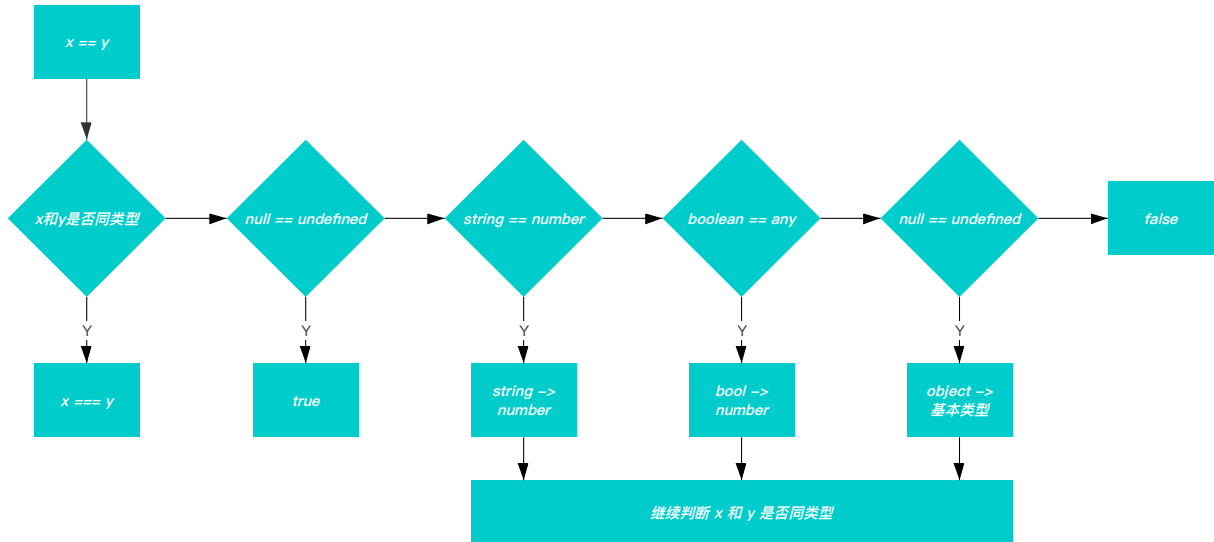 x == y
x和y是否同类型
null == undefined
string == number
boolean == any
null == undefined
false
Y
Y
Y
Y
Y
x === y
true
string –>
number
bool –>
number
object –>
基本类型
继续判断 x 和 y 是否同类型